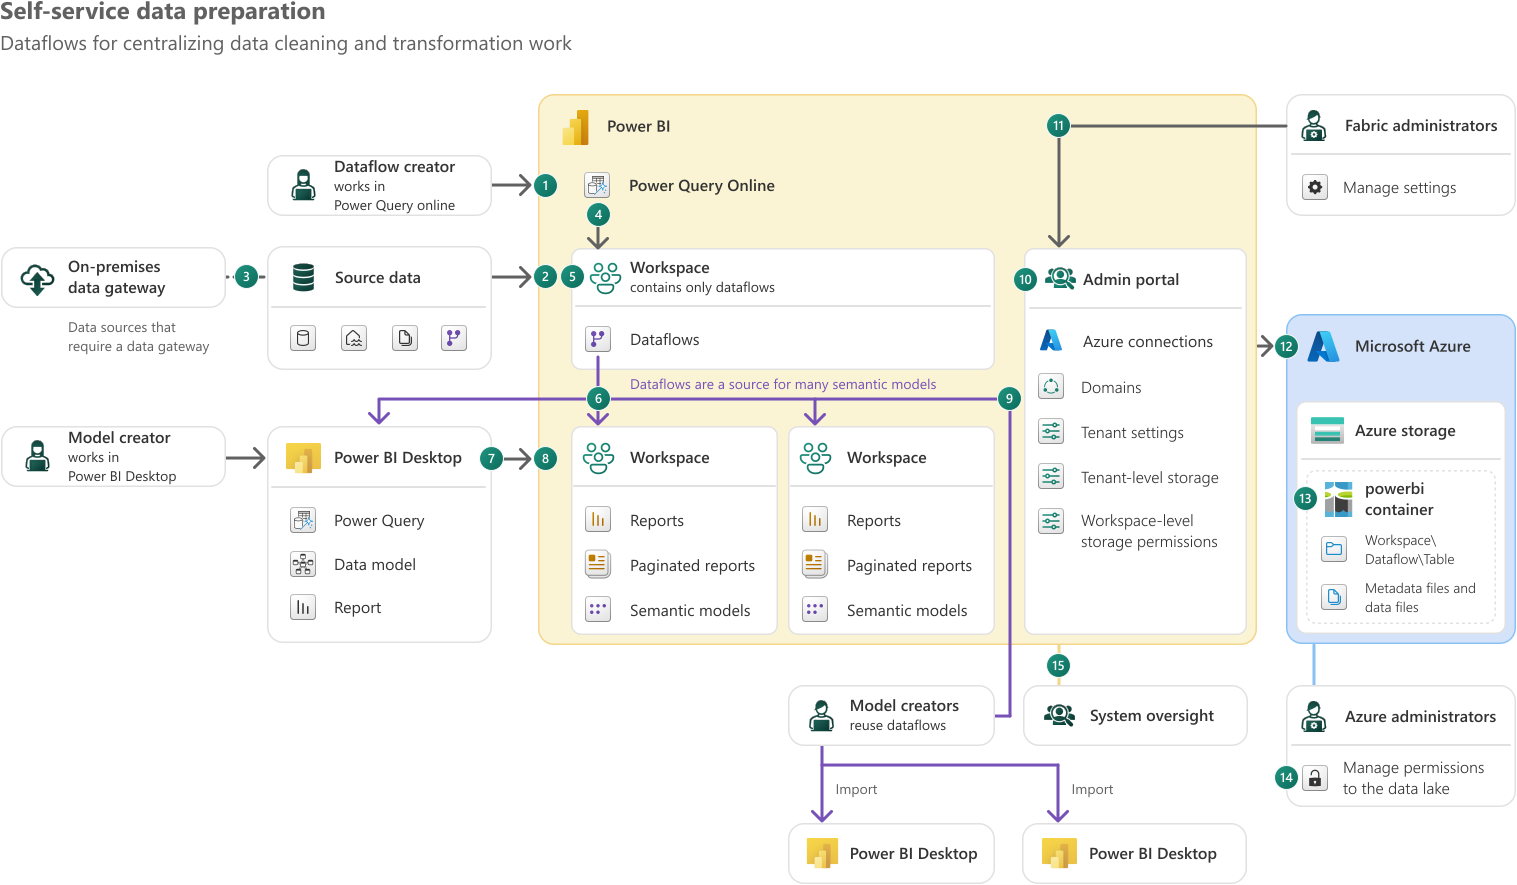 Self-service data preparation
Dataflows for centralizing data cleaning and transformation work
Power BI
11
Fabric administrators
Manage settings
Dataflow creator
works in
Power Query online
1
Power Query Online
4
On-premises
data gateway
3
Source data
2
5
Workspace
contains only dataflows
10
Admin portal
Data sources that
require a data gateway
Dataflows
Azure connections
12
Microsoft Azure
Dataflows are a source for many semantic models
Domains
6
9
Tenant settings
Azure storage
Model creator
works in
Power BI Desktop
Power BI Desktop
7
8
Workspace
Workspace
Tenant-level storage
13
powerbi
container
Power Query
Reports
Reports
Workspace-level
storage permissions
Workspace\
Dataflow\Table
Data model
Paginated reports
Paginated reports
Metadata files and
data files
Report
Semantic models
Semantic models
15
Model creators
reuse dataflows
System oversight
Azure administrators
14
Manage permissions
to the data lake
Import
Import
Power BI Desktop
Power BI Desktop